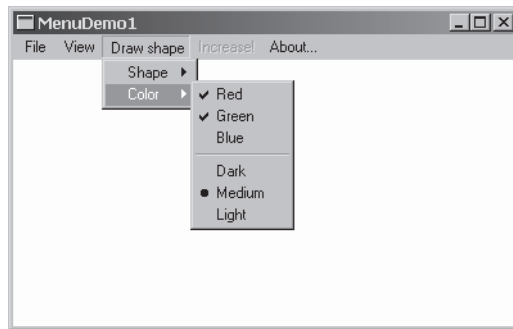 MenuDemo1
File View Draw shape Increase! About...
Shape
Color
Red
Green
Blue
Dark
Medium
Light